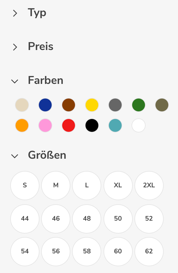 Typ
Preis
Farben
Größen
S M L XL 2XL
44 46 48 50 52
54 56 58 60 62